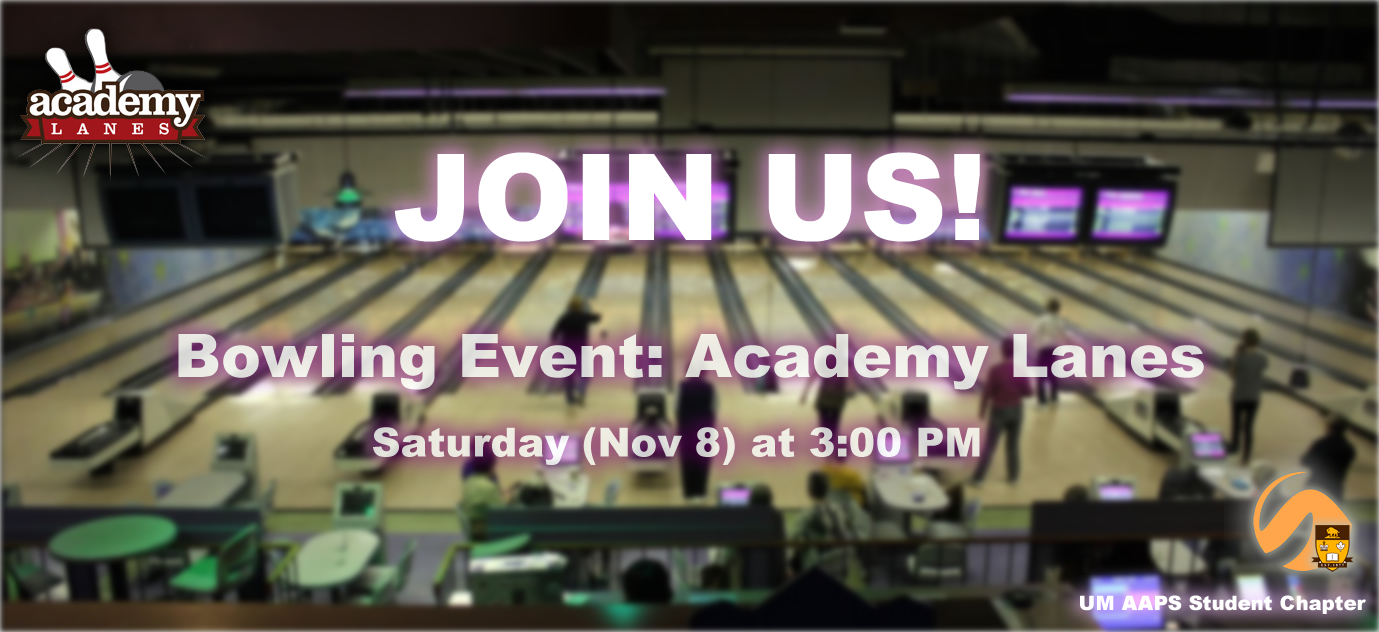 academy
LANES
JOIN US!
Bowling Event: Academy Lanes
Saturday (Nov 8) at 3:00 PM
UM AAPS Student Chapter